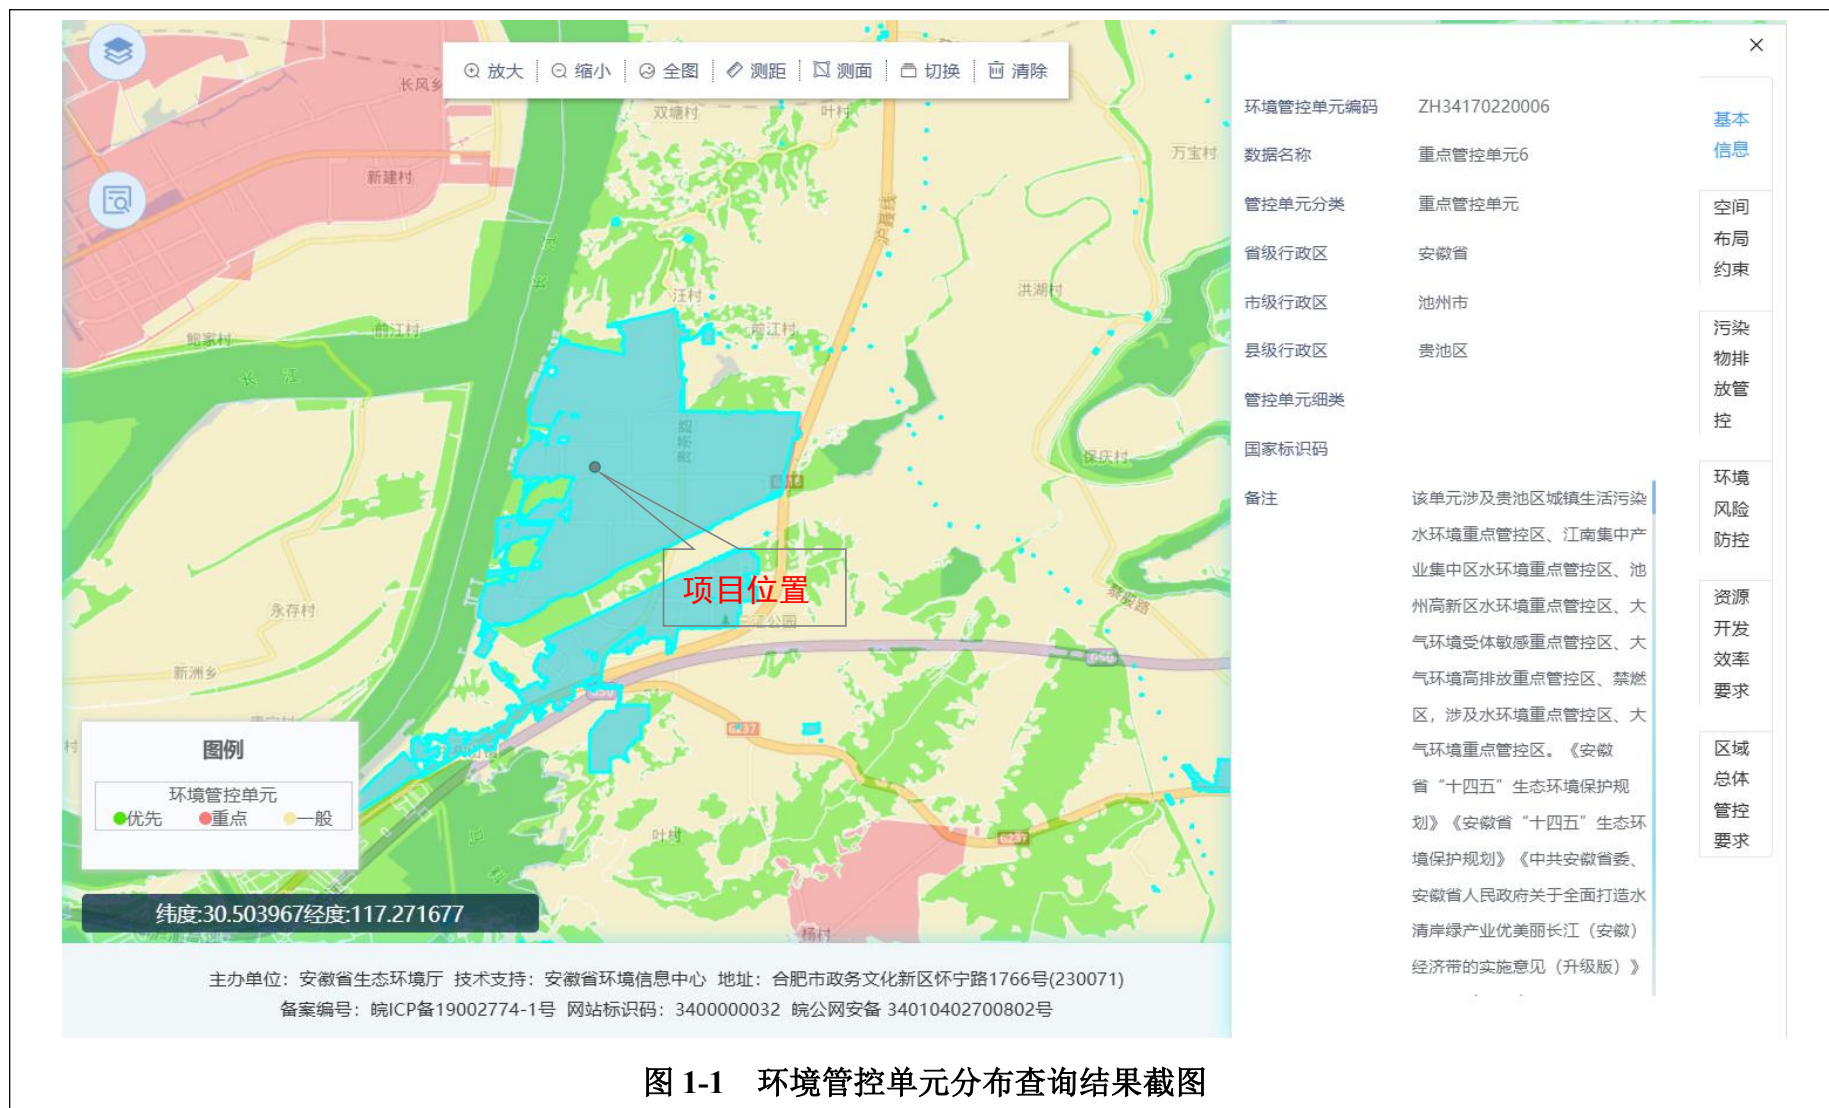 放大 缩小 全图 测距 测面 切换 清除
长风乡
双塘村
叶村
万宝村
新建村
沪聂线
长 江
汪村
洪湖村
前江村
前江村
鲍家村
长 江
贵茶路
保庆村
项目位置
三江公园
永存村
新洲乡
G50
G50
G237
叶村
G237
杨村
村
图例
环境管控单元
优先 重点 一般
纬度:30.503967经度:117.271677
环境管控单元编码 ZH34170220006
数据名称 重点管控单元6
管控单元分类 重点管控单元
省级行政区 安徽省
市级行政区 池州市
县级行政区 贵池区
管控单元细类
国家标识码
备注 该单元涉及贵池区城镇生活污染
水环境重点管控区、江南集中产
业集中区水环境重点管控区、池
州高新区水环境重点管控区、大
气环境受体敏感重点管控区、大
气环境高排放重点管控区、禁燃
区，涉及水环境重点管控区、大
气环境重点管控区。《安徽
省“十四五”生态环境保护规
划》《安徽省“十四五”生态环
境保护规划》《中共安徽省委、
安徽省人民政府关于全面打造水
清岸绿产业优美丽长江（安徽）
经济带的实施意见（升级版）》
基本
信息
空间
布局
约束
污染
物排
放管
控
环境
风险
防控
资源
开发
效率
要求
区域
总体
管控
要求
主办单位：安徽省生态环境厅 技术支持：安徽省环境信息中心 地址：合肥市政务文化新区怀宁路1766号(230071)
备案编号：皖ICP备19002774-1号 网站标识码：3400000032 皖公网安备 34010402700802号
图 1-1 环境管控单元分布查询结果截图